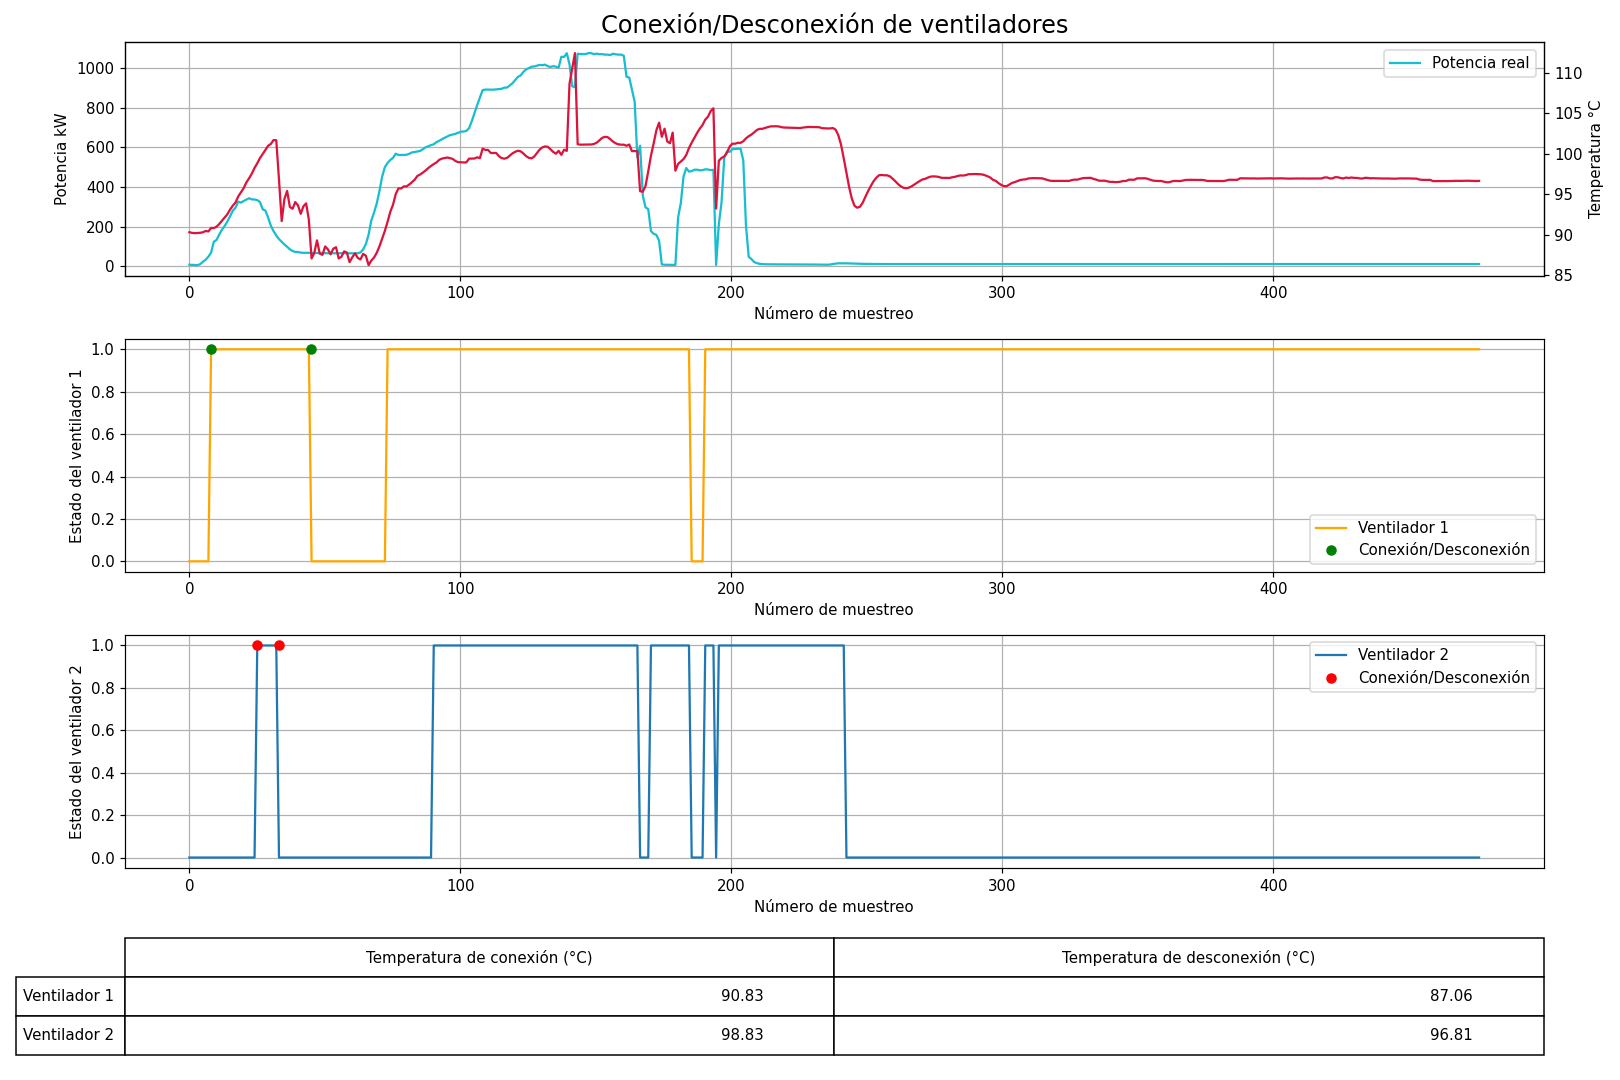 Conexión/Desconexión de ventiladores
Potencia kW
1000
800
600
400
200
0
110
105
100
95
90
85
Temperatura °C
Potencia real
0 100 200 300 400
Número de muestreo
Estado del ventilador 1
1.0
0.8
0.6
0.4
0.2
0.0
Ventilador 1
Conexión/Desconexión
0 100 200 300 400
Número de muestreo
Estado del ventilador 2
1.0
0.8
0.6
0.4
0.2
0.0
Ventilador 2
Conexión/Desconexión
0 100 200 300 400
Número de muestreo
Temperatura de conexión (°C) Temperatura de desconexión (°C)
Ventilador 1 90.83 87.06
Ventilador 2 98.83 96.81